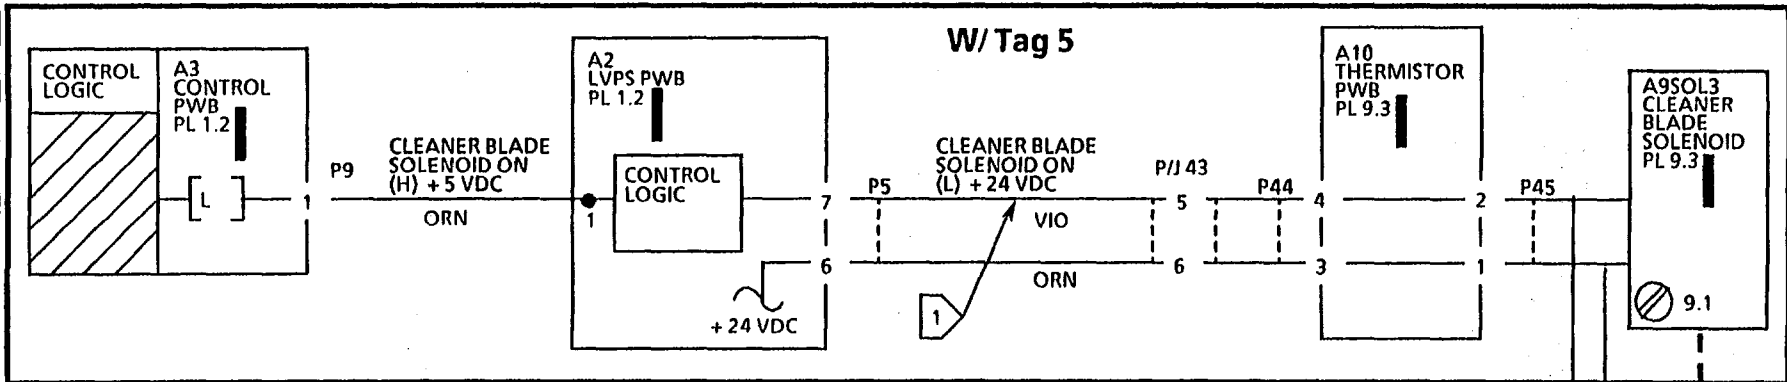 W/ Tag 5
CONTROL
LOGIC
A3
CONTROL
PWB
PL 1.2
L
1
P9
CLEANER BLADE
SOLENOID ON
(H) + 5 VDC
ORN
A2
LVPS PWB
PL 1.2
1
CONTROL
LOGIC
7
6
+ 24 VDC
P5
CLEANER BLADE
SOLENOID ON
(L) + 24 VDC
VIO
ORN
1
P/J 43
5
6
P44
4
3
A10
THERMISTOR
PWB
PL 9.3
2
1
P45
A9SOL3
CLEANER
BLADE
SOLENOID
PL 9.3
9.1